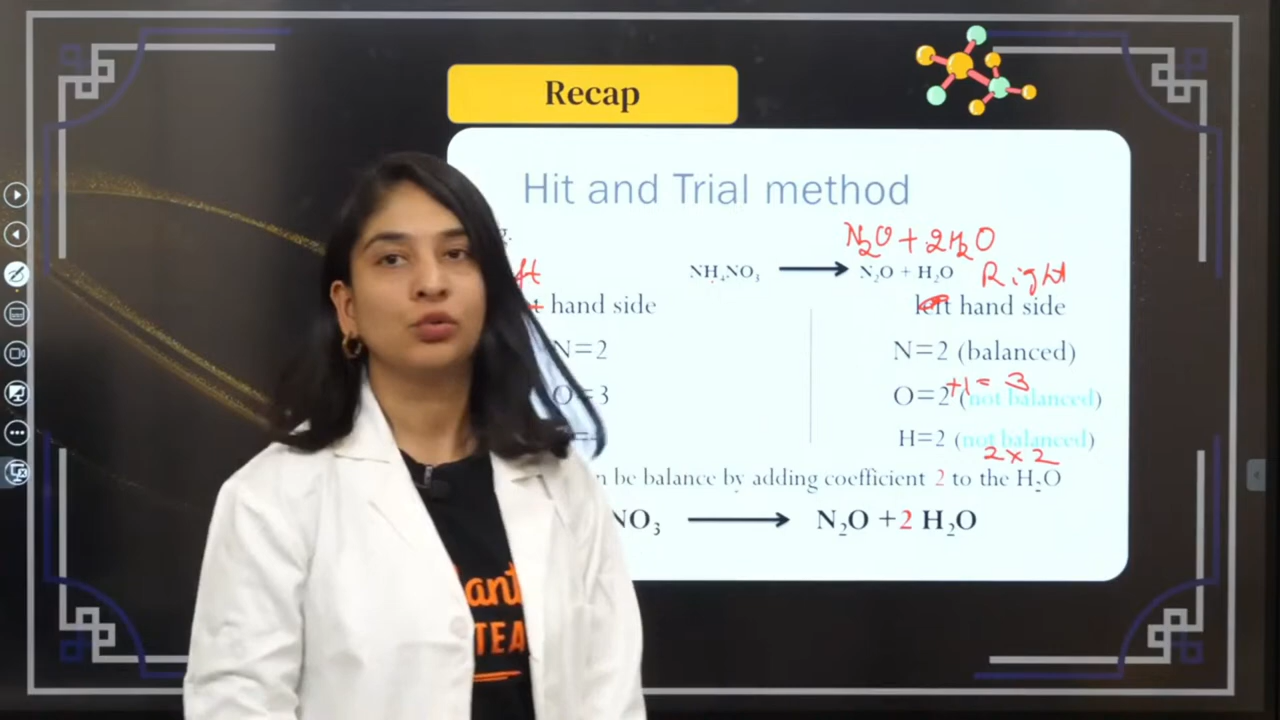 Recap
Hit and Trial method
N₂O + 2H₂O
NH₄NO₃ ⟶ N₂O + H₂O Right
hand side left hand side
N=2 N=2 (balanced)
O=3 O=2 +1 = 3 (not balanced)
H=2 (not balanced)
2 x 2
be balance by adding coefficient 2 to the H₂O
NO₃ ⟶ N₂O + 2 H₂O